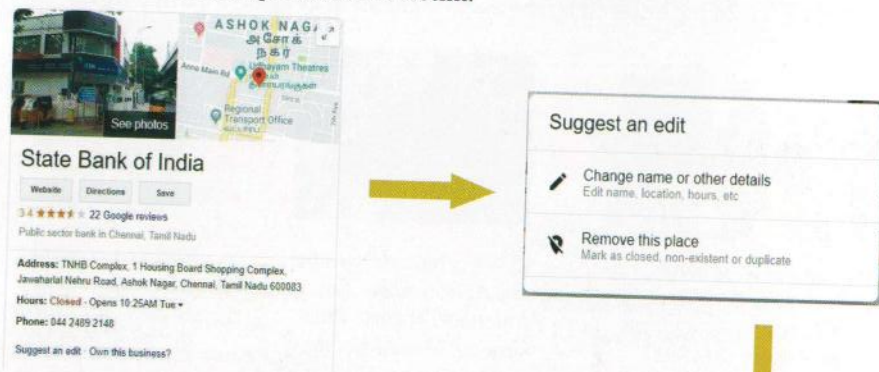 ASHOK NAGAR
அசோக்
நகர்
Anna Main Rd
Udhayam Theatres
Regional
Transport Office
See photos
State Bank of India
Website Directions Save
3.4 22 Google reviews
Public sector bank in Chennai, Tamil Nadu
Address: TNHB Complex, 1 Housing Board Shopping Complex,
Jawaharlal Nehru Road, Ashok Nagar, Chennai, Tamil Nadu 600083
Hours: Closed · Opens 10:25AM Tue
Phone: 044 2489 2148
Suggest an edit · Own this business?
Suggest an edit
Change name or other details
Edit name, location, hours, etc
Remove this place
Mark as closed, non-existent or duplicate